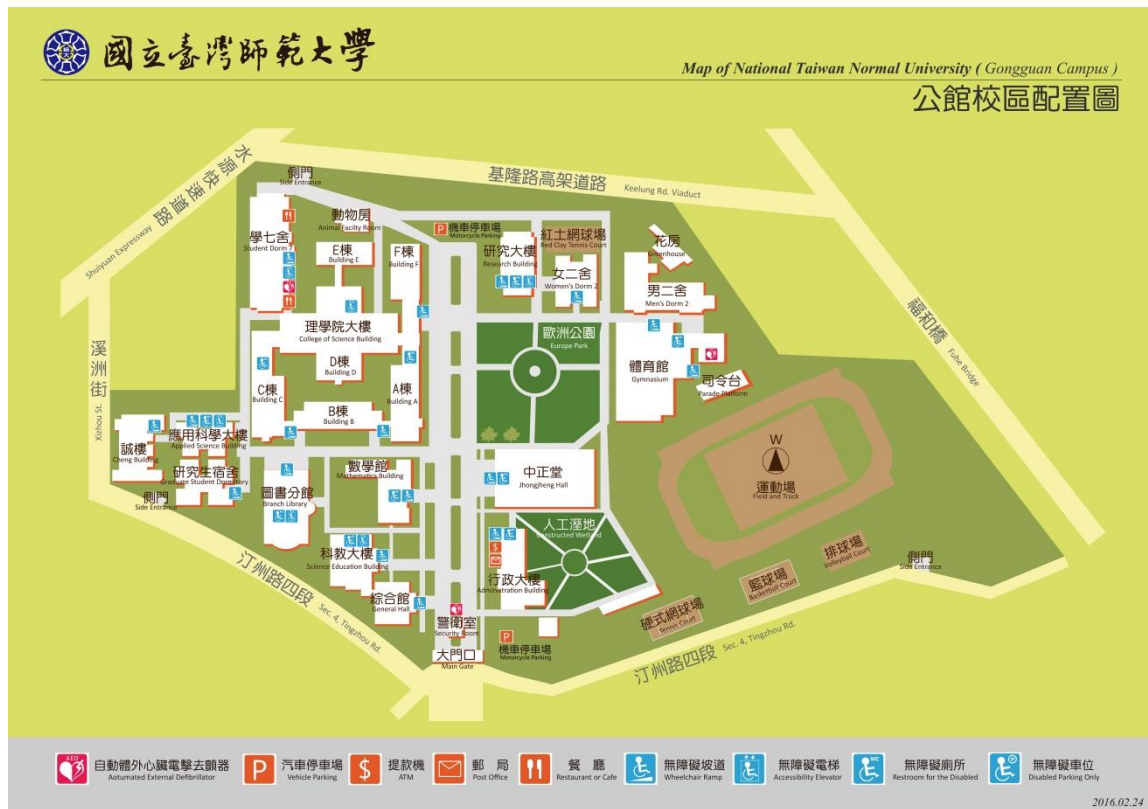 國立臺灣師範大學
Map of National Taiwan Normal University ( Gongguan Campus )
公館校區配置圖
水源快速道路
Shuiyuan Expressway
側門
Side Entrance
基隆路高架道路
Keelung Rd. Viaduct
動物房
Animal Facilty Room
機車停車場
Motorcycle Parking
紅土網球場
Red Clay Tennis Court
花房
Greenhouse
學七舍
Student Dorm 7
E棟
Building E
F棟
Building F
研究大樓
Research Building
女二舍
Women's Dorm 2
男二舍
Men's Dorm 2
福和橋
Fuhe Bridge
理學院大樓
College of Science Building
歐洲公園
Europe Park
體育館
Gymnasium
溪洲街
Xizhou St.
D棟
Building D
C棟
Building C
A棟
Building A
司令台
Parade Platform
B棟
Building B
誠樓
Cheng Building
應用科學大樓
Applied Science Building
W
運動場
Field and Track
研究生宿舍
Graduate Student Dormitory
數學館
Mathematics Building
中正堂
Jhongjheng Hall
側門
Side Entrance
圖書分館
Branch Library
人工溼地
Constructed Wetland
科教大樓
Science Education Building
排球場
Volleyball Court
側門
Side Entrance
行政大樓
Administration Building
籃球場
Basketball Court
汀州路四段
Sec. 4, Tingzhou Rd.
綜合館
General Hall
硬式網球場
Tennis Court
警衛室
Security Room
機車停車場
Motorcycle Parking
大門口
Main Gate
汀州路四段
Sec. 4, Tingzhou Rd.
AED
自動體外心臟電擊去顫器
Aotumated External Defibrillator
P
汽車停車場
Vehicle Parking
$
提款機
ATM
郵 局
Post Office
餐 廳
Restaurant or Cafe
無障礙坡道
Wheelchair Ramp
無障礙電梯
Accessibility Elevator
WC
無障礙廁所
Restroom for the Disabled
P
無障礙車位
Disabled Parking Only
2016.02.24